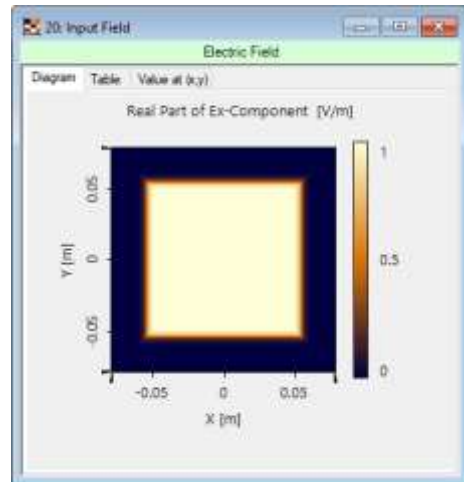 20: Input Field
Electric Field
Diagram Table Value at (x,y)
Real Part of Ex-Component [V/m]
1
0.05
0.5
Y [m]
0
-0.05
0
-0.05 0 0.05
X [m]